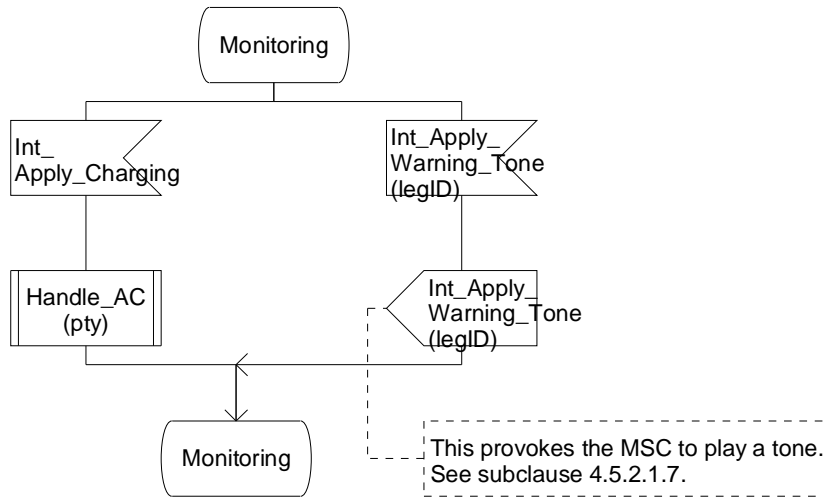 Monitoring
Int_
Apply_Charging
Int_Apply_
Warning_Tone
(legID)
Handle_AC
(pty)
Int_Apply_
Warning_Tone
(legID)
Monitoring
This provokes the MSC to play a tone.
See subclause 4.5.2.1.7.